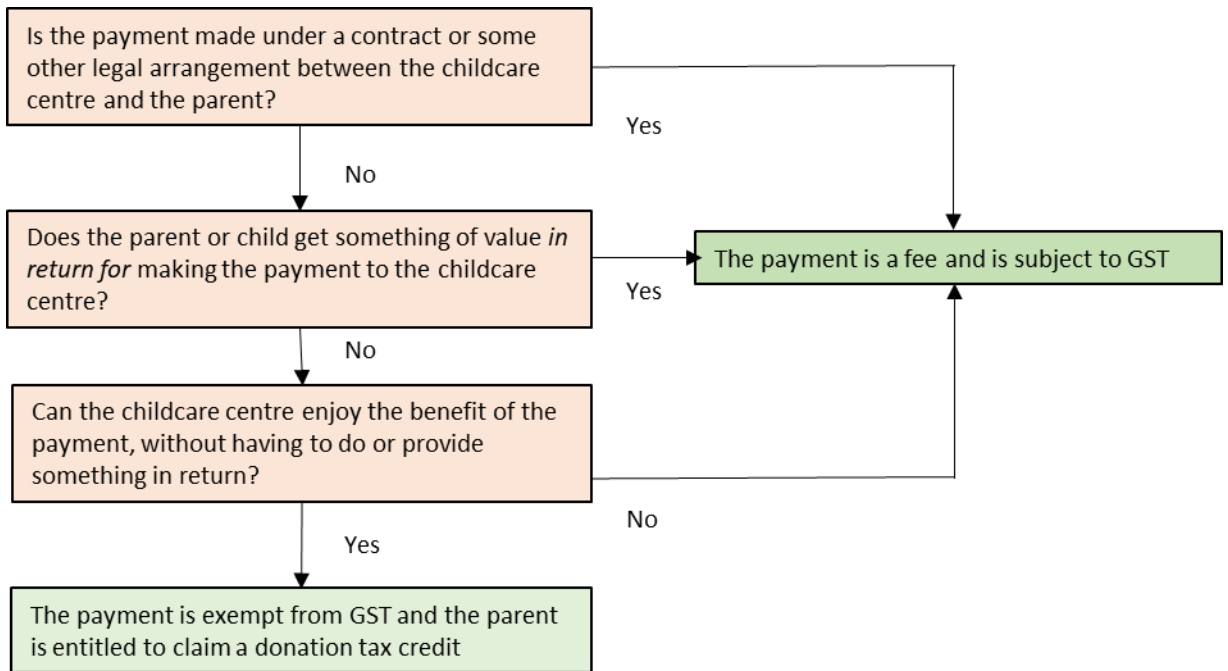 Is the payment made under a contract or some
other legal arrangement between the childcare
centre and the parent?
Yes
No
Does the parent or child get something of value in
return for making the payment to the childcare
centre?
The payment is a fee and is subject to GST
Yes
No
Can the childcare centre enjoy the benefit of the
payment, without having to do or provide
something in return?
No
Yes
The payment is exempt from GST and the parent
is entitled to claim a donation tax credit